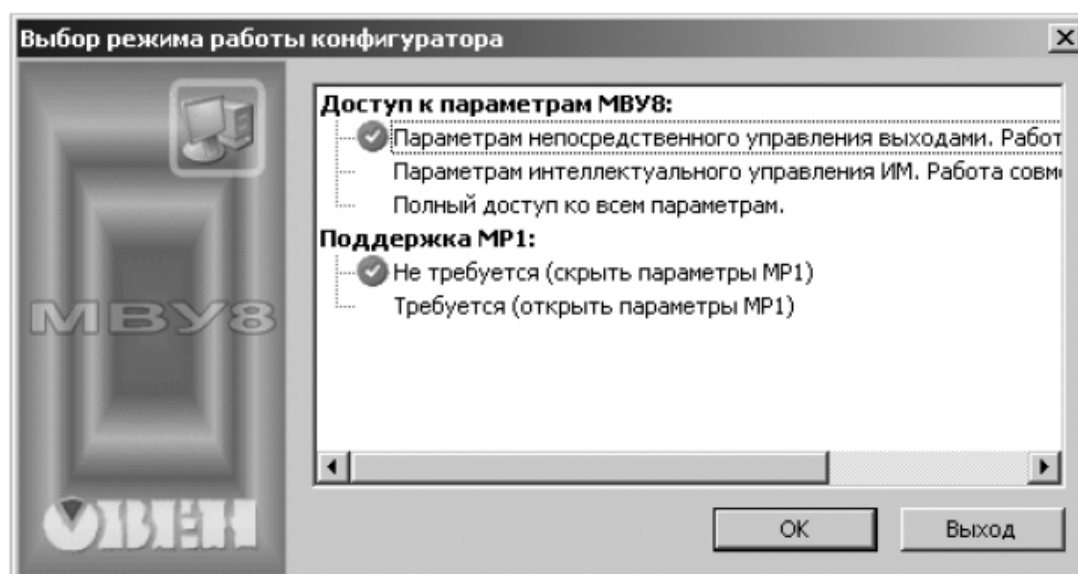 Выбор режима работы конфигуратора
Доступ к параметрам МВУ8:
Параметрам непосредственного управления выходами. Работ
Параметрам интеллектуального управления ИМ. Работа совм
Полный доступ ко всем параметрам.
Поддержка МР1:
Не требуется (скрыть параметры МР1)
Требуется (открыть параметры МР1)
МВУ8
ОВЕН
ОК
Выход